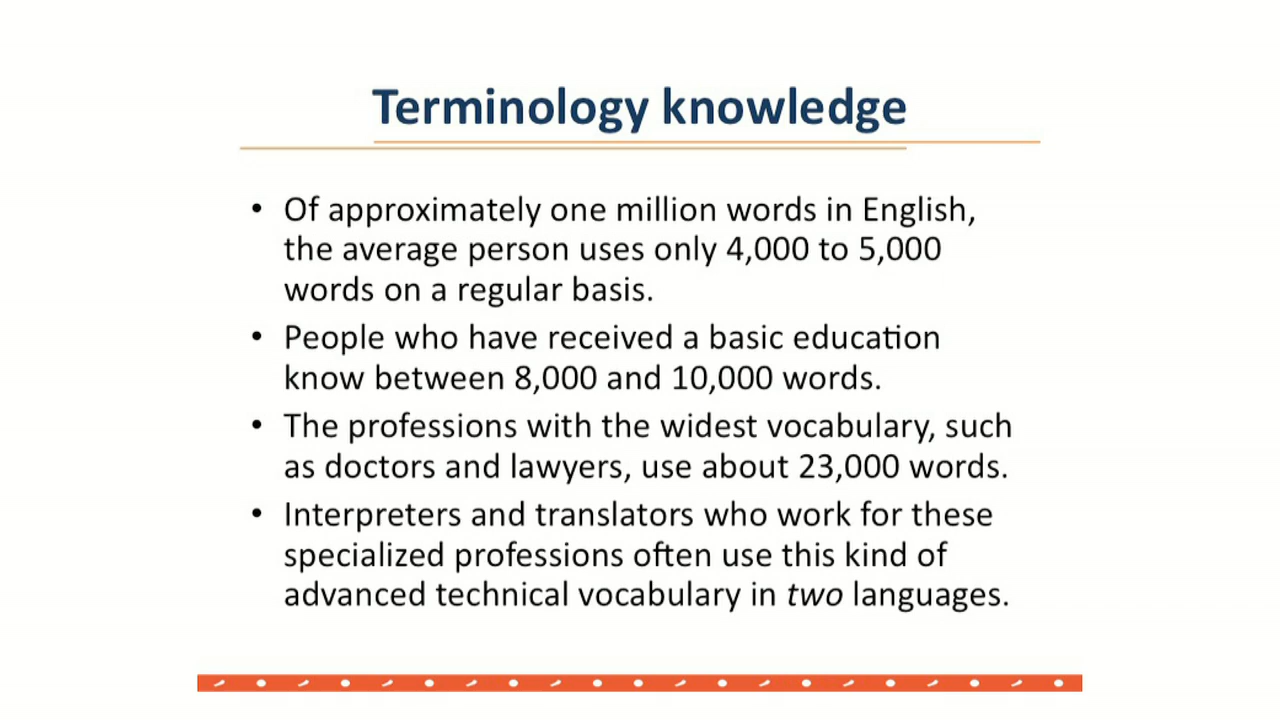 Terminology knowledge
• Of approximately one million words in English,
the average person uses only 4,000 to 5,000
words on a regular basis.
• People who have received a basic education
know between 8,000 and 10,000 words.
• The professions with the widest vocabulary, such
as doctors and lawyers, use about 23,000 words.
• Interpreters and translators who work for these
specialized professions often use this kind of
advanced technical vocabulary in two languages.